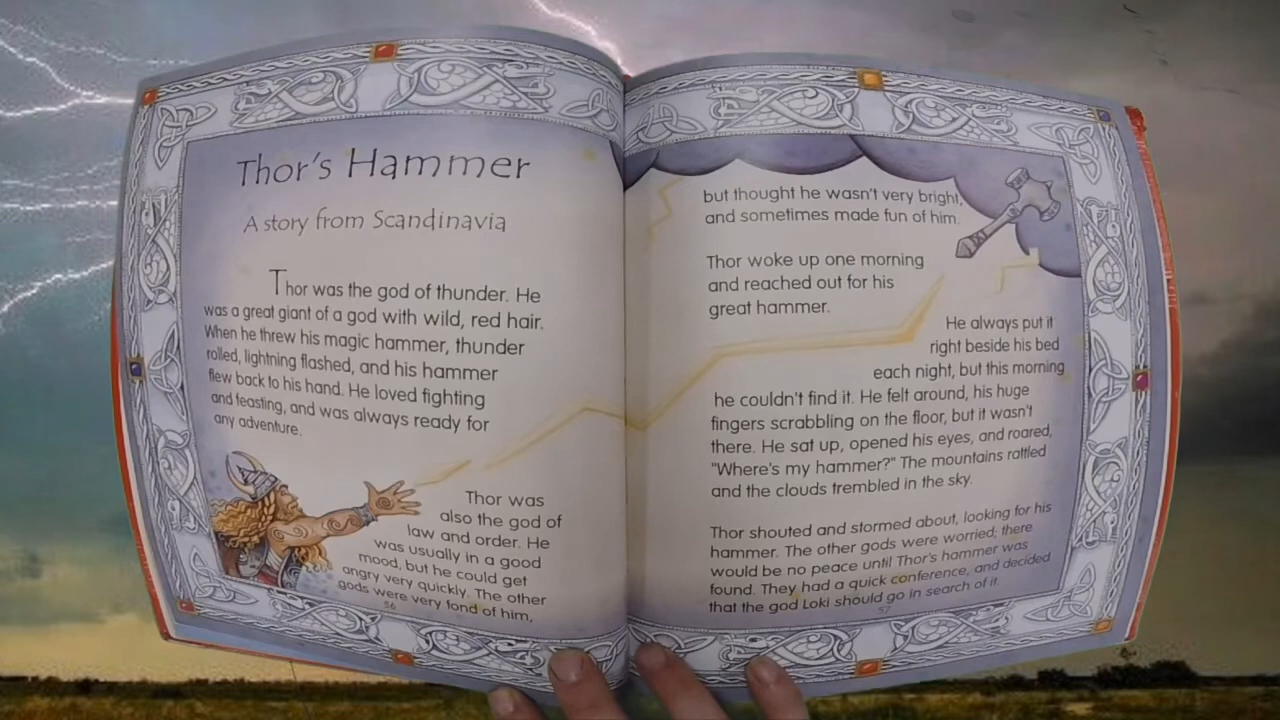 Thor's Hammer
A story from Scandinavia
Thor was the god of thunder. He
was a great giant of a god with wild, red hair.
When he threw his magic hammer, thunder
rolled, lightning flashed, and his hammer
flew back to his hand. He loved fighting
and feasting, and was always ready for
any adventure.
Thor was
also the god of
law and order. He
was usually in a good
mood, but he could get
angry very quickly. The other
gods were very fond of him,
56
but thought he wasn't very bright,
and sometimes made fun of him.
Thor woke up one morning
and reached out for his
great hammer.
He always put it
right beside his bed
each night, but this morning
he couldn't find it. He felt around, his huge
fingers scrabbling on the floor, but it wasn't
there. He sat up, opened his eyes, and roared,
"Where's my hammer?" The mountains rattled
and the clouds trembled in the sky.
Thor shouted and stormed about, looking for his
hammer. The other gods were worried; there
would be no peace until Thor's hammer was
found. They had a quick conference, and decided
that the god Loki should go in search of it.
57